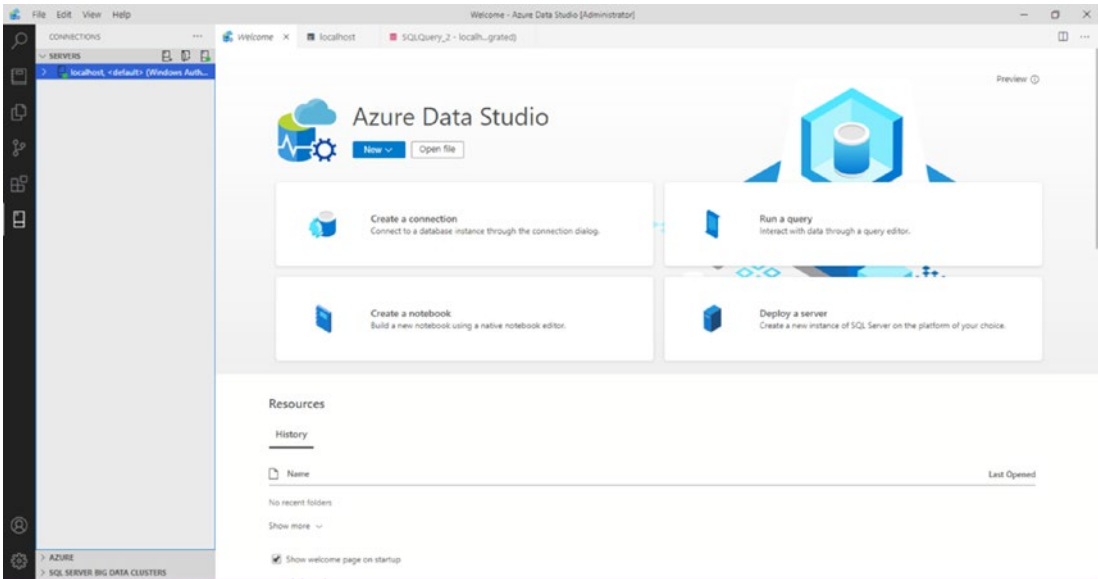 File Edit View Help
Welcome - Azure Data Studio [Administrator]
CONNECTIONS
Welcome
localhost
SQLQuery_2 - localh...grated)
SERVERS
localhost, <default> (Windows Auth...
Preview
Azure Data Studio
New
Open file
Create a connection
Connect to a database instance through the connection dialog.
Run a query
Interact with data through a query editor.
Create a notebook
Build a new notebook using a native notebook editor.
Deploy a server
Create a new instance of SQL Server on the platform of your choice.
Resources
History
Name
Last Opened
No recent folders
Show more
Show welcome page on startup
AZURE
SQL SERVER BIG DATA CLUSTERS